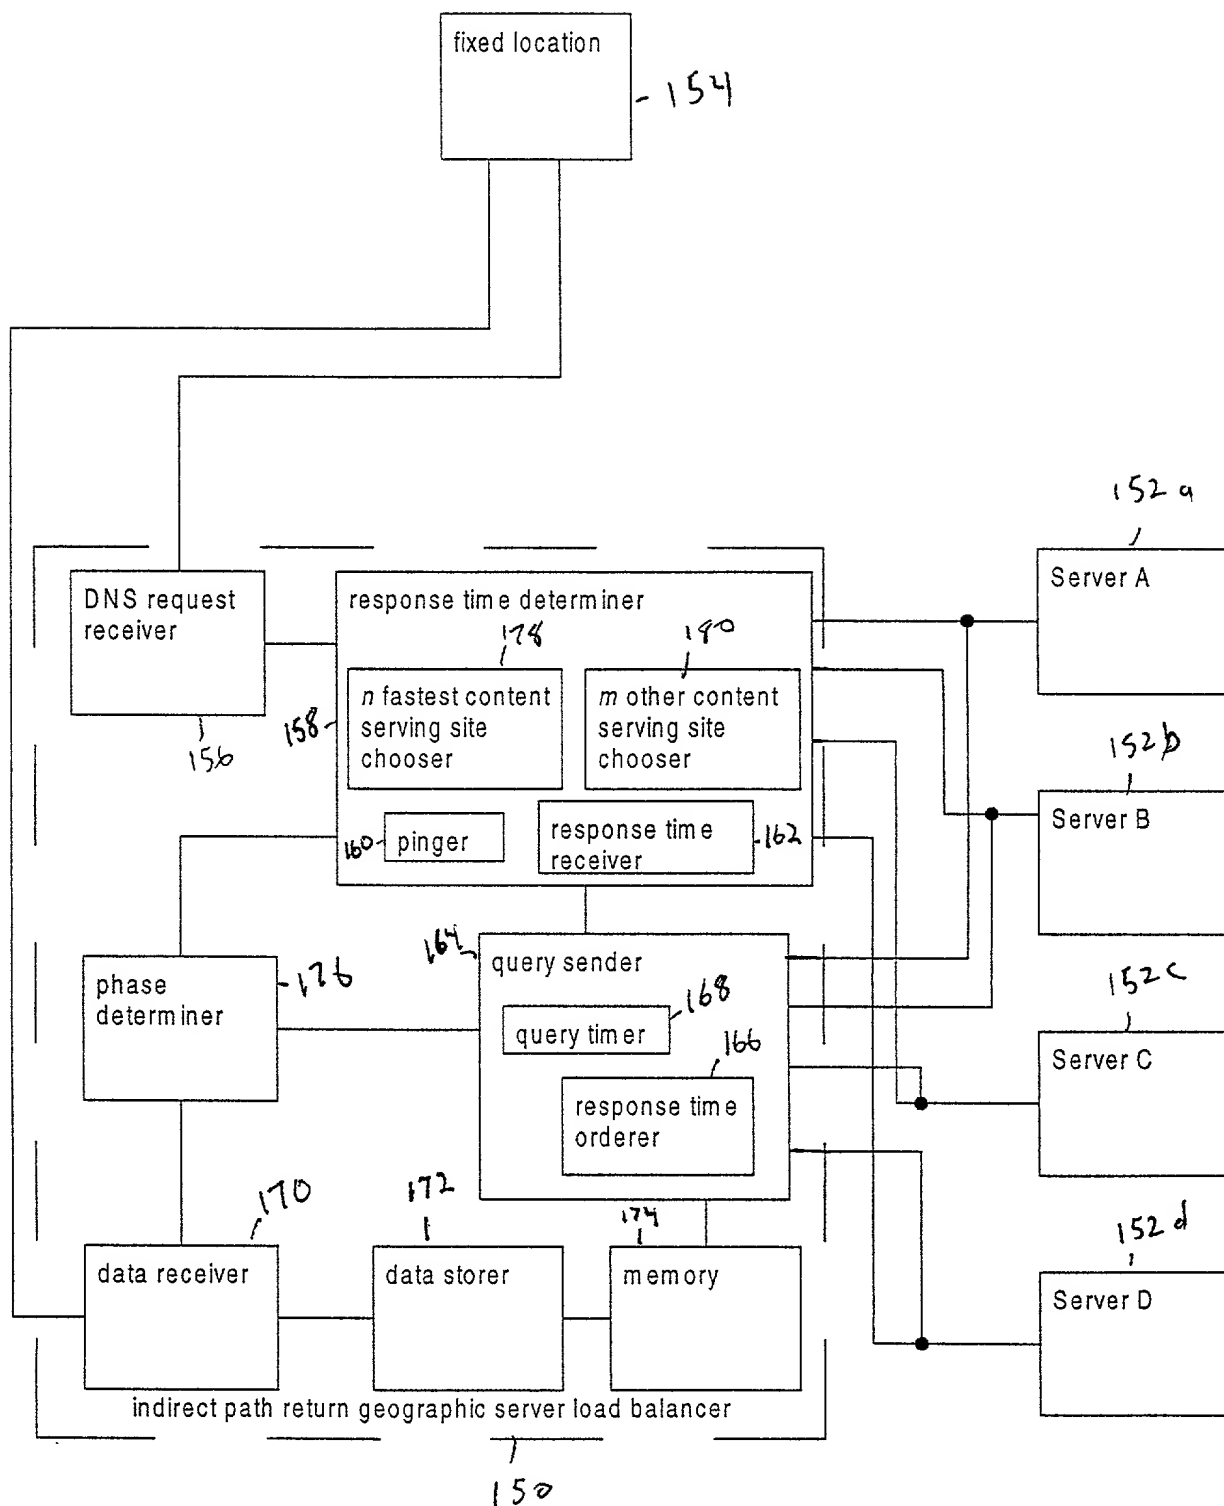 fixed location
154
152a
DNS request
receiver
156
response time determiner
178
180
158
n fastest content
serving site
chooser
m other content
serving site
chooser
160
pinger
response time
receiver
162
Server A
152b
Server B
164
query sender
176
phase
determiner
168
query timer
166
response time
orderer
152c
Server C
170
172
174
data receiver
data storer
memory
152d
Server D
indirect path return geographic server load balancer
150